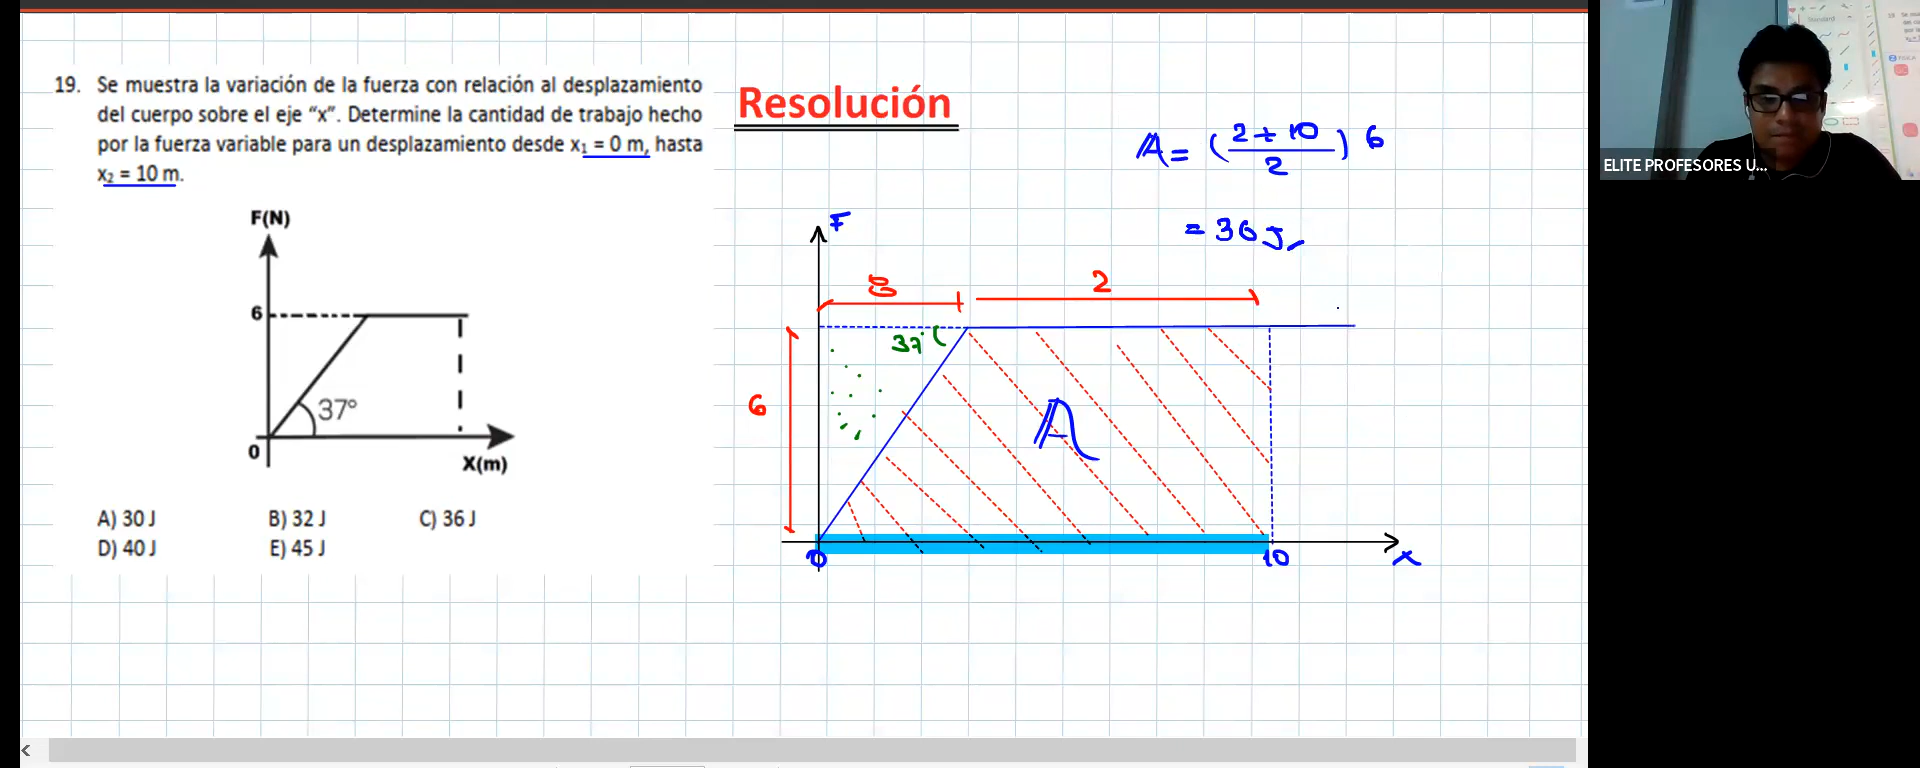 19. Se muestra la variación de la fuerza con relación al desplazamiento
del cuerpo sobre el eje “x”. Determine la cantidad de trabajo hecho
por la fuerza variable para un desplazamiento desde x₁ = 0 m, hasta
x₂ = 10 m.
F(N)
6
37°
0
X(m)
A) 30 J B) 32 J C) 36 J
D) 40 J E) 45 J
Resolución
A = (2+10/2) 6
= 36 J
F
8 2
37°
6
A
0 10
x
ELITE PROFESORES U...